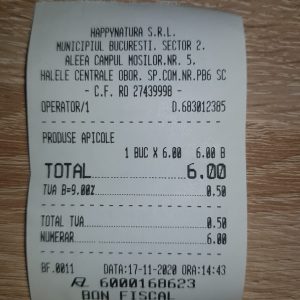 HAPPYNATURA S.R.L.
MUNICIPIUL BUCURESTI. SECTOR 2.
ALEEA CAMPUL MOSILOR.NR. 5.
HALELE CENTRALE OBOR. SP.COM.NR.PB6 SC
- C.F. RO 27439998 -
OPERATOR/1 D.683012385
PRODUSE APICOLE
1 BUC X 6.00 6.00 B
TOTAL 6.00
TVA B=9.00% 0.50
TOTAL TVA 0.50
NUMERAR 6.00
BF.0011 DATA:17-11-2020 ORA:14:43
6000168623
BON FISCAL